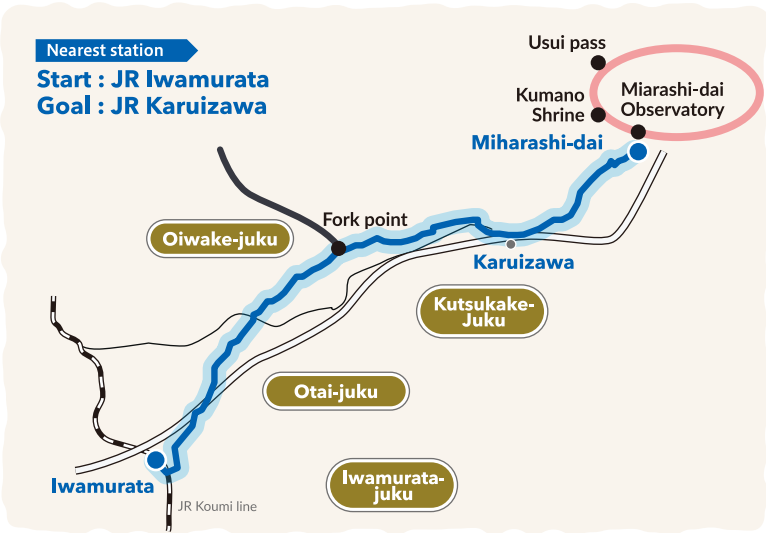 Nearest station
Start : JR Iwamurata
Goal : JR Karuizawa
Usui pass
Kumano
Shrine
Miarashi-dai
Observatory
Miharashi-dai
Fork point
Oiwake-juku
Karuizawa
Kutsukake-
Juku
Otai-juku
Iwamurata
Iwamurata-
juku
JR Koumi line